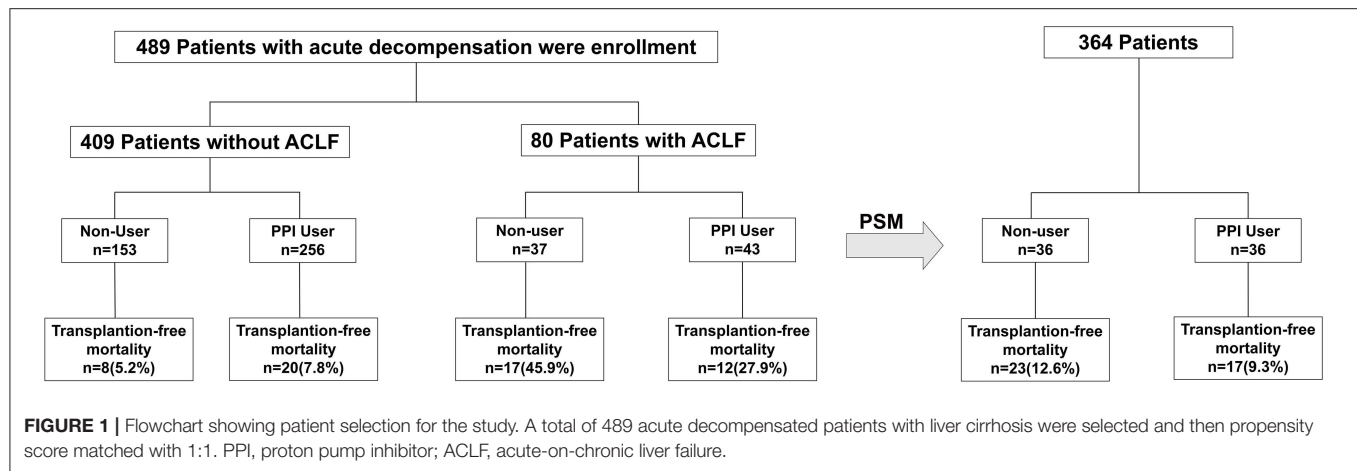 489 Patients with acute decompensation were enrollment
364 Patients
409 Patients without ACLF
80 Patients with ACLF
Non-User
n=153
PPI User
n=256
Non-user
n=37
PPI User
n=43
PSM
Non-user
n=36
PPI User
n=36
Transplantion-free
mortality
n=8(5.2%)
Transplantion-free
mortality
n=20(7.8%)
Transplantion-free
mortality
n=17(45.9%)
Transplantion-free
mortality
n=12(27.9%)
Transplantion-free
mortality
n=23(12.6%)
Transplantion-free
mortality
n=17(9.3%)
FIGURE 1 | Flowchart showing patient selection for the study. A total of 489 acute decompensated patients with liver cirrhosis were selected and then propensity
score matched with 1:1. PPI, proton pump inhibitor; ACLF, acute-on-chronic liver failure.